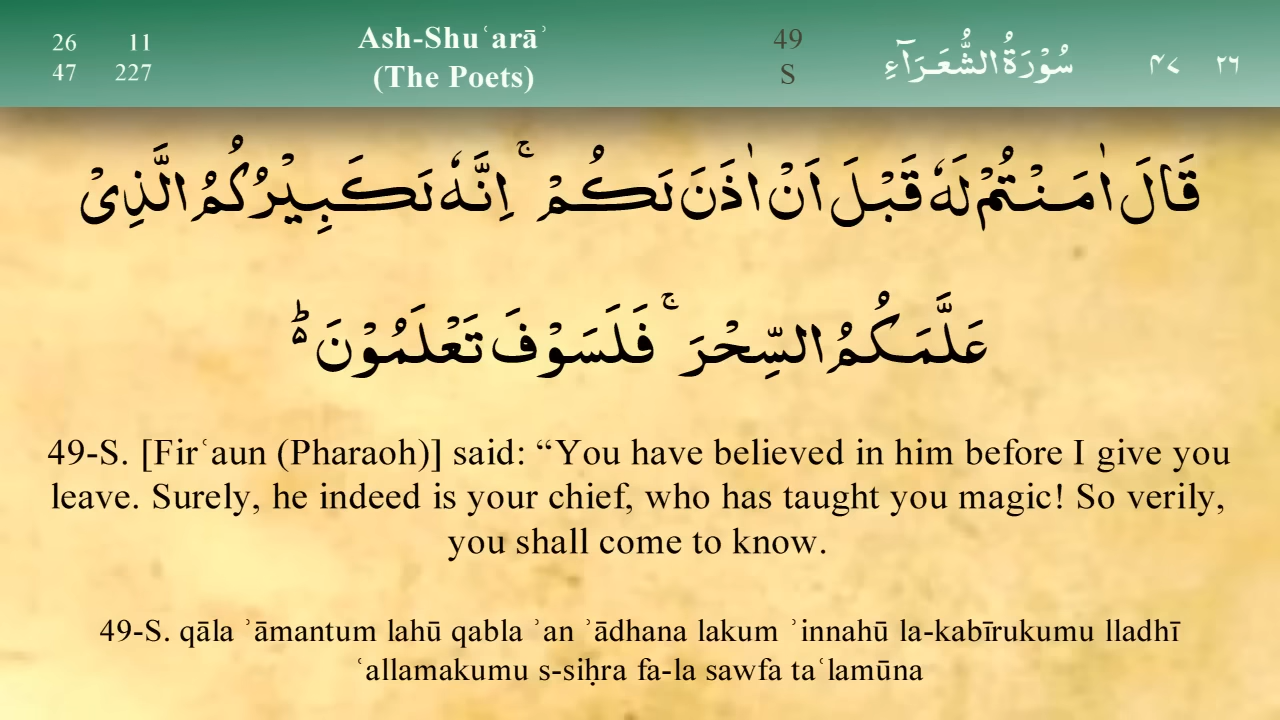 26 11
47 227
Ash-Shuʿarāʾ
(The Poets)
49
S
سُوْرَةُ الشُّعَرَآءِ
۴۷ ۲۶
قَالَ اٰمَنْتُمْ لَهٗ قَبْلَ اَنْ اٰذَنَ لَكُمْ ۚ اِنَّهٗ لَكَبِيْرُكُمُ الَّذِىْ
عَلَّمَكُمُ السِّحْرَ ۚ فَلَسَوْفَ تَعْلَمُوْنَ ؕ۵
49-S. [Firʿaun (Pharaoh)] said: “You have believed in him before I give you
leave. Surely, he indeed is your chief, who has taught you magic! So verily,
you shall come to know.
49-S. qāla ʾāmantum lahū qabla ʾan ʾādhana lakum ʾinnahū la-kabīrukumu lladhī
ʿallamakumu s-siḥra fa-la sawfa taʿlamūna